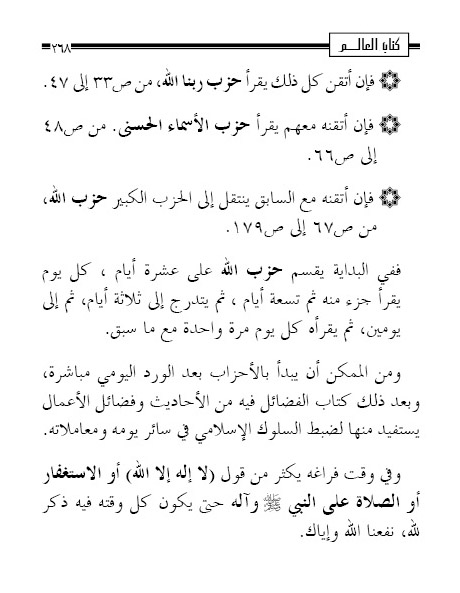 كتاب العالم
٢٦٨
فإن أتقن كل ذلك يقرأ حزب ربنا الله، من ص٣٣ إلى ٤٧.
فإن أتقنه معهم يقرأ حزب الأسماء الحسنى. من ص٤٨
إلى ص٦٦.
فإن أتقنه مع السابق ينتقل إلى الحزب الكبير حزب الله،
من ص٦٧ إلى ص١٧٩.
ففي البداية يقسم حزب الله على عشرة أيام ، كل يوم
يقرأ جزء منه ثم تسعة أيام ، ثم يتدرج إلى ثلاثة أيام، ثم إلى
يومين، ثم يقرأه كل يوم مرة واحدة مع ما سبق.
ومن الممكن أن يبدأ بالأحزاب بعد الورد اليومي مباشرة،
وبعد ذلك كتاب الفضائل فيه من الأحاديث وفضائل الأعمال
يستفيد منها لضبط السلوك الإسلامي في سائر يومه ومعاملاته.
وفي وقت فراغه يكثر من قول (لا إله إلا الله) أو الاستغفار
أو الصلاة على النبي ﷺ وآله حتى يكون كل وقته فيه ذكر
لله، نفعنا الله وإياك.